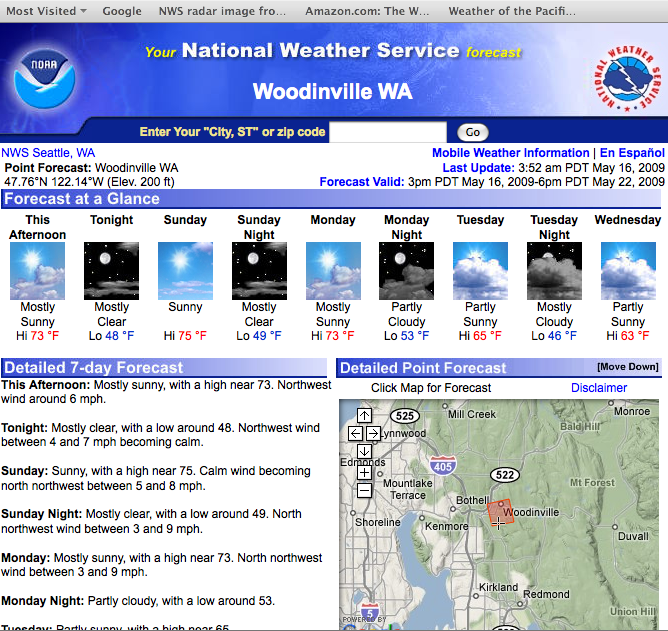 Most Visited Google NWS radar image fro... Amazon.com: The W... Weather of the Pacifi...
NOAA
Your National Weather Service forecast
NATIONAL WEATHER SERVICE
Woodinville WA
Enter Your "City, ST" or zip code Go
NWS Seattle, WA
Mobile Weather Information | En Español
Point Forecast: Woodinville WA
Last Update: 3:52 am PDT May 16, 2009
47.76°N 122.14°W (Elev. 200 ft)
Forecast Valid: 3pm PDT May 16, 2009-6pm PDT May 22, 2009
Forecast at a Glance
This Afternoon
Mostly Sunny
Hi 73 °F
Tonight
Mostly Clear
Lo 48 °F
Sunday
Sunny
Hi 75 °F
Sunday Night
Mostly Clear
Lo 49 °F
Monday
Mostly Sunny
Hi 73 °F
Monday Night
Partly Cloudy
Lo 53 °F
Tuesday
Partly Sunny
Hi 65 °F
Tuesday Night
Mostly Cloudy
Lo 46 °F
Wednesday
Partly Sunny
Hi 63 °F
Detailed 7-day Forecast
This Afternoon: Mostly sunny, with a high near 73. Northwest
wind around 6 mph.
Tonight: Mostly clear, with a low around 48. Northwest wind
between 4 and 7 mph becoming calm.
Sunday: Sunny, with a high near 75. Calm wind becoming
north northwest between 5 and 8 mph.
Sunday Night: Mostly clear, with a low around 49. North
northwest wind between 3 and 9 mph.
Monday: Mostly sunny, with a high near 73. North northwest
wind between 3 and 9 mph.
Monday Night: Partly cloudy, with a low around 53.
Tuesday: Partly sunny, with a high near 65.
Detailed Point Forecast [Move Down]
Click Map for Forecast Disclaimer
525
Mill Creek
Monroe
Bald Hill
Lynnwood
Edmonds
405
522
Mountlake
Terrace
Mt Forest
Bothell
Woodinville
Shoreline
Kenmore
Duvall
Kirkland
Redmond
Union Hill
5
POWERED BY